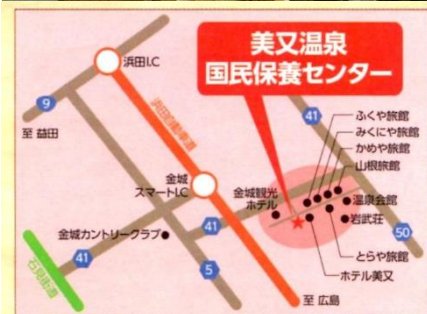 美又温泉
国民保養センター
浜田I.C
9
至 益田
浜田自動車道
41
ふくや旅館
みくにや旅館
かめや旅館
山根旅館
金城
スマートI.C
金城観光
ホテル
温泉会館
岩武荘
41
金城カントリークラブ
41
とらや旅館
50
ホテル美又
5
至 広島